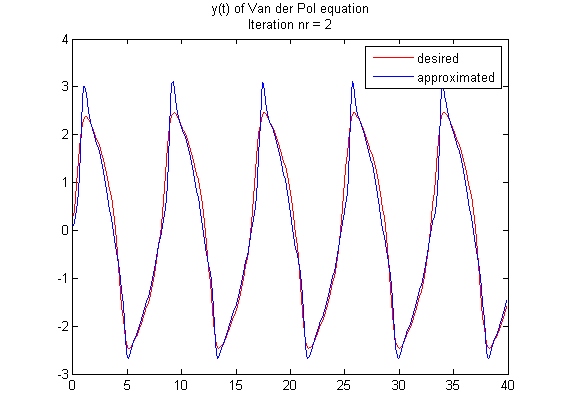 y(t) of Van der Pol equation
Iteration nr = 2
desired
approximated
4
3
2
1
0
-1
-2
-3
0 5 10 15 20 25 30 35 40